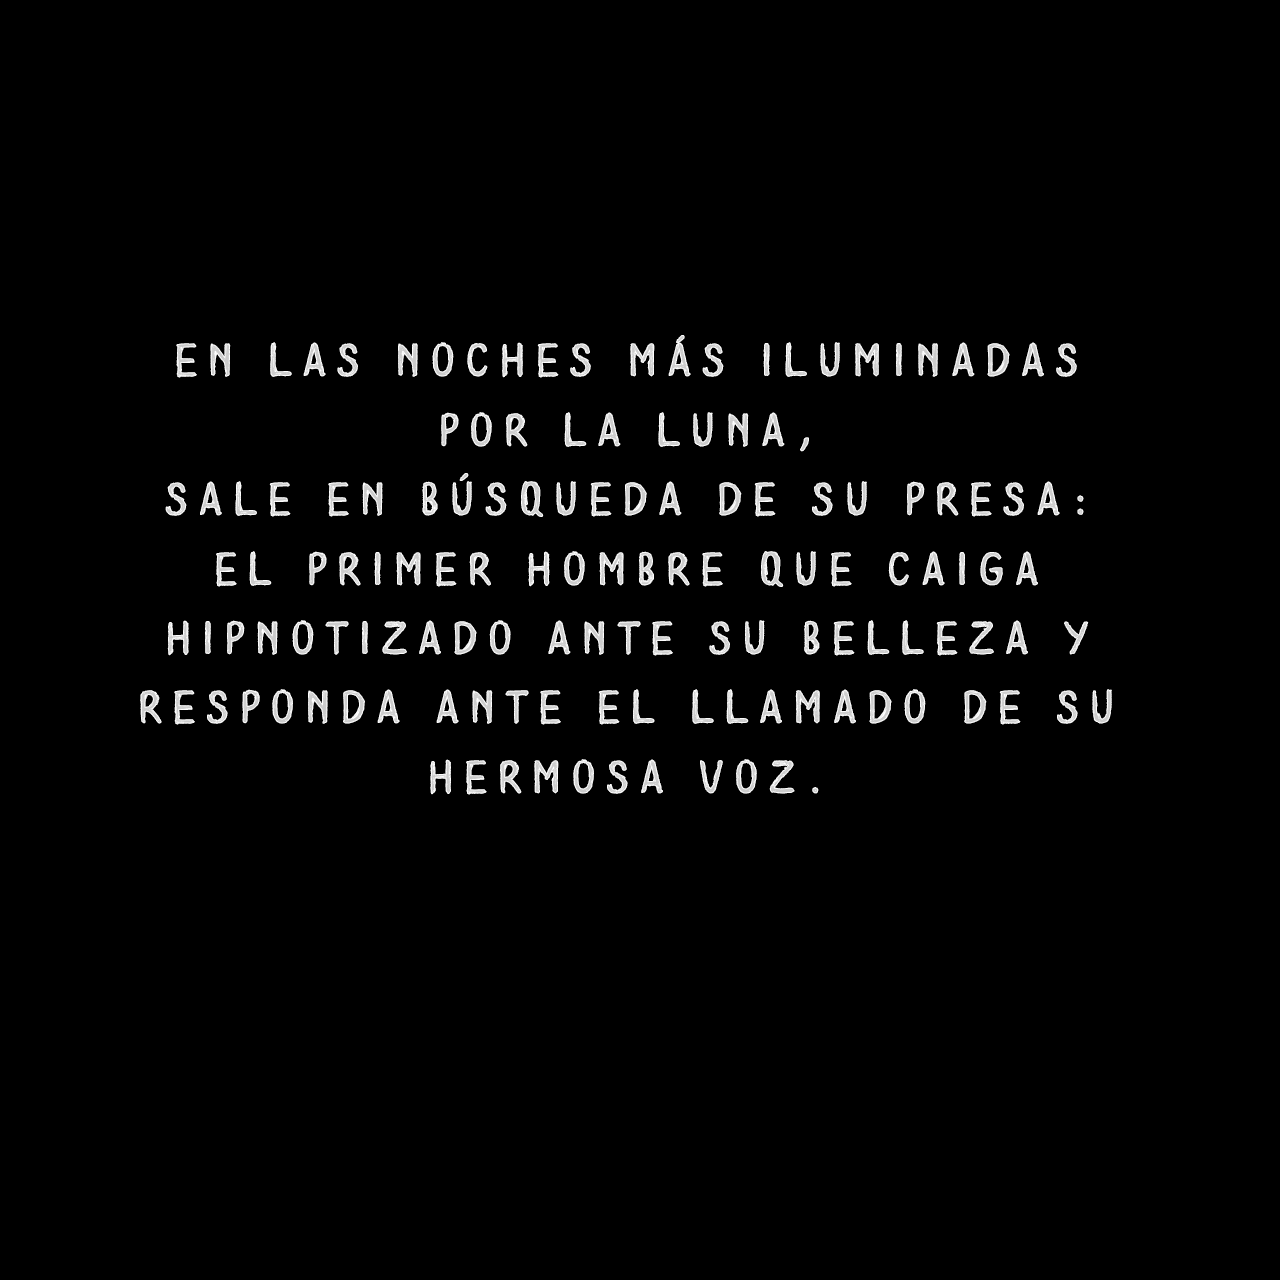 EN LAS NOCHES MÁS ILUMINADAS
POR LA LUNA,
SALE EN BÚSQUEDA DE SU PRESA:
EL PRIMER HOMBRE QUE CAIGA
HIPNOTIZADO ANTE SU BELLEZA Y
RESPONDA ANTE EL LLAMADO DE SU
HERMOSA VOZ.